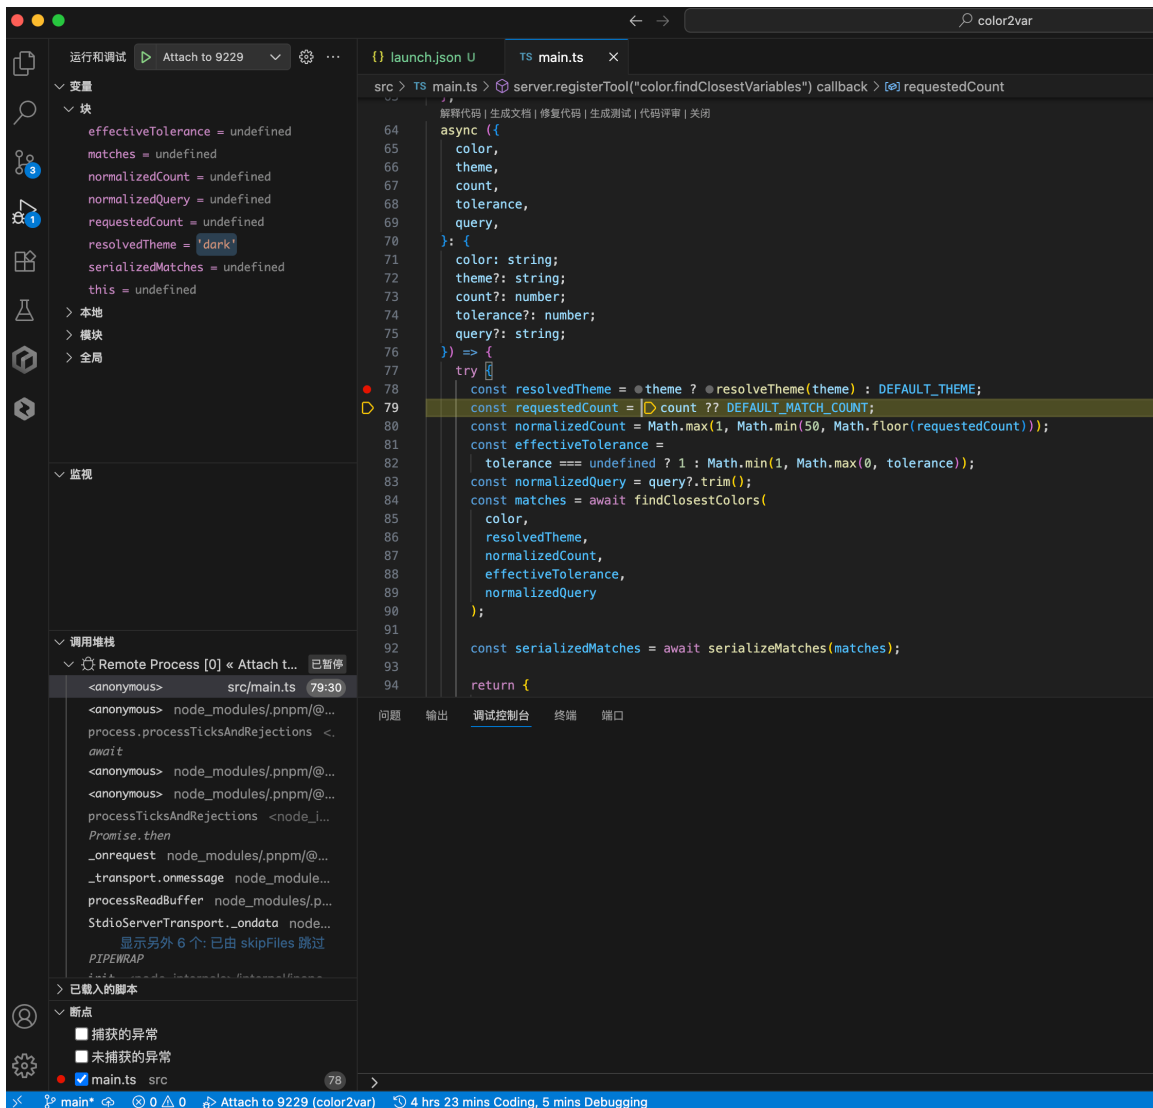 color2var
运行和调试
Attach to 9229
变量
块
effectiveTolerance = undefined
matches = undefined
normalizedCount = undefined
normalizedQuery = undefined
requestedCount = undefined
resolvedTheme = 'dark'
serializedMatches = undefined
this = undefined
本地
模块
全局
监视
调用堆栈
Remote Process [0] « Attach t... 已暂停
<anonymous> src/main.ts 79:30
<anonymous> node_modules/.pnpm/@...
process.processTicksAndRejections <.
await
<anonymous> node_modules/.pnpm/@...
<anonymous> node_modules/.pnpm/@...
processTicksAndRejections <node_i...
Promise.then
_onrequest node_modules/.pnpm/@...
_transport.onmessage node_module...
processReadBuffer node_modules/.p...
StdioServerTransport._ondata node...
显示另外 6 个: 已由 skipFiles 跳过
PIPEWRAP
已载入的脚本
断点
捕获的异常
未捕获的异常
main.ts src 78
3
1
{} launch.json U
TS main.ts
src > TS main.ts > server.registerTool("color.findClosestVariables") callback > requestedCount
解释代码 | 生成文档 | 修复代码 | 生成测试 | 代码评审 | 关闭
64 async ({
65 color,
66 theme,
67 count,
68 tolerance,
69 query,
70 }: {
71 color: string;
72 theme?: string;
73 count?: number;
74 tolerance?: number;
75 query?: string;
76 }) => {
77 try {
78 const resolvedTheme = theme ? resolveTheme(theme) : DEFAULT_THEME;
79 const requestedCount = count ?? DEFAULT_MATCH_COUNT;
80 const normalizedCount = Math.max(1, Math.min(50, Math.floor(requestedCount)));
81 const effectiveTolerance =
82 tolerance === undefined ? 1 : Math.min(1, Math.max(0, tolerance));
83 const normalizedQuery = query?.trim();
84 const matches = await findClosestColors(
85 color,
86 resolvedTheme,
87 normalizedCount,
88 effectiveTolerance,
89 normalizedQuery
90 );
91
92 const serializedMatches = await serializeMatches(matches);
93
94 return {
问题 输出 调试控制台 终端 端口
main* 0 0 Attach to 9229 (color2var) 4 hrs 23 mins Coding, 5 mins Debugging